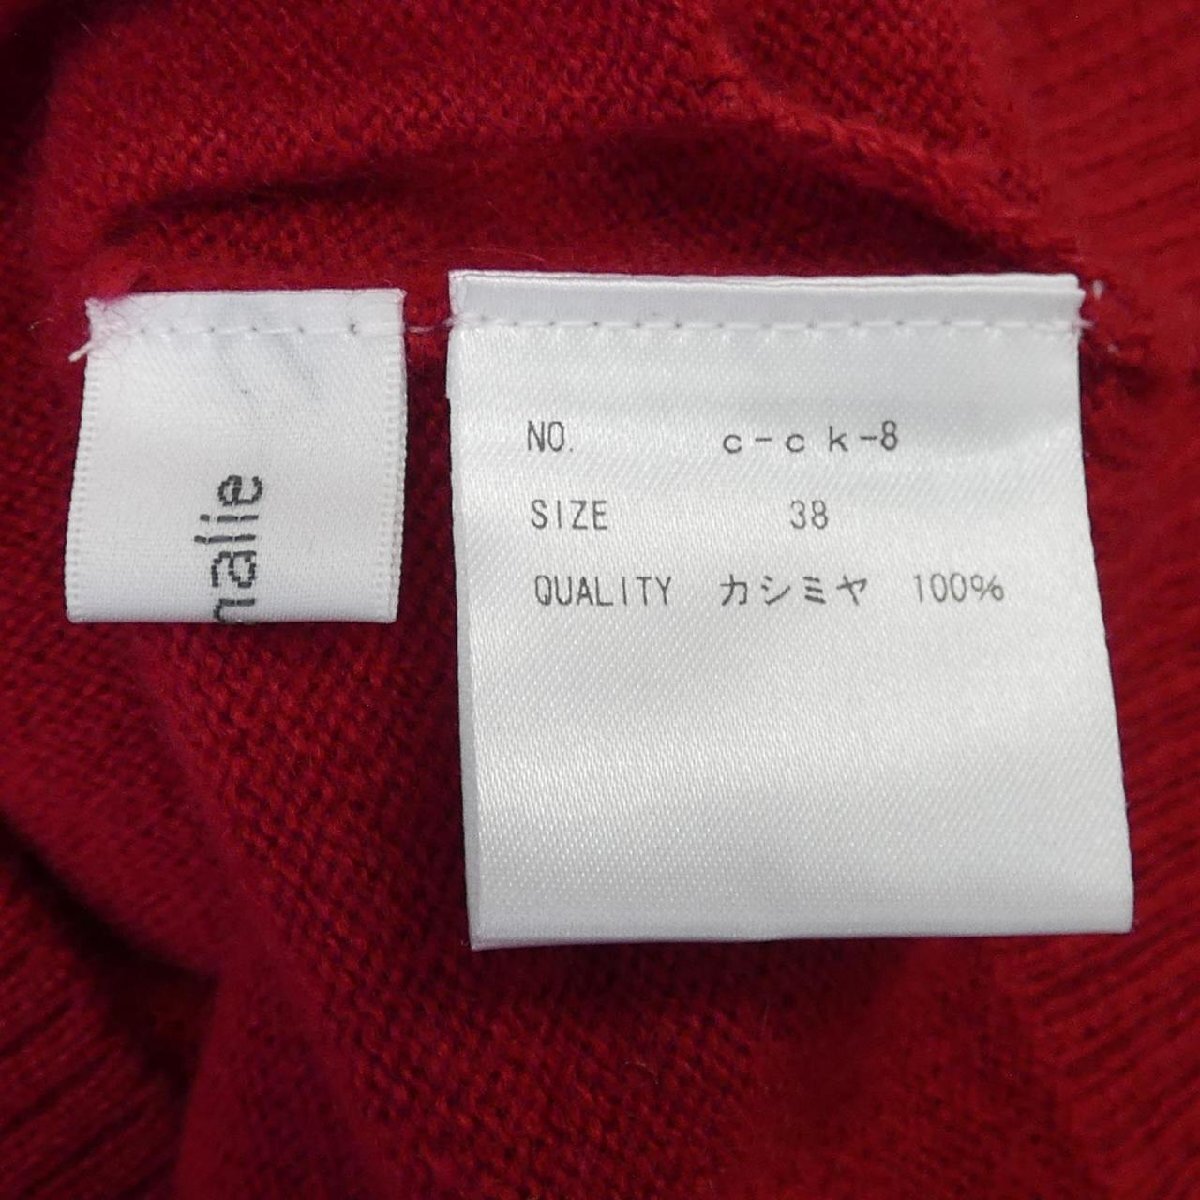 nalie
NO. c-ck-8
SIZE 38
QUALITY カシミヤ 100%